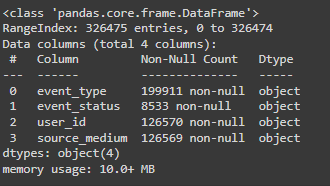 <class 'pandas.core.frame.DataFrame'>
RangeIndex: 326475 entries, 0 to 326474
Data columns (total 4 columns):
 #   Column         Non-Null Count   Dtype
---  ------         --------------   -----
 0   event_type     199911 non-null  object
 1   event_status   8533 non-null    object
 2   user_id        126570 non-null  object
 3   source_medium  126569 non-null  object
dtypes: object(4)
memory usage: 10.0+ MB